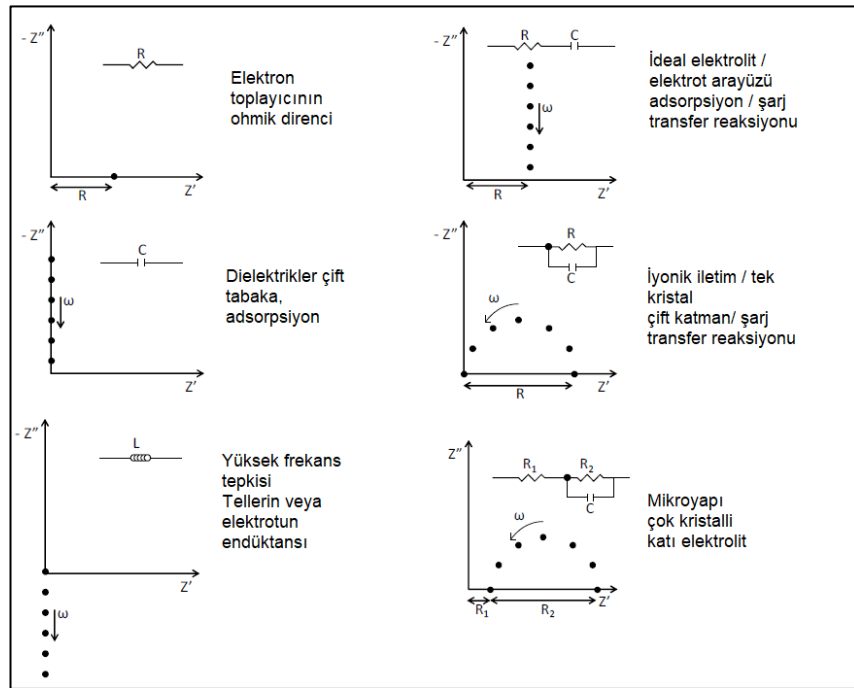 - Z″
R
Elektron
toplayıcının
ohmik direnci
R
Z′
- Z″
R
C
ω
İdeal elektrolit /
elektrot arayüzü
adsorpsiyon / şarj
transfer reaksiyonu
R
Z′
- Z″
C
ω
Dielektrikler çift
tabaka,
adsorpsiyon
Z′
- Z″
R
C
ω
İyonik iletim / tek
kristal
çift katman/ şarj
transfer reaksiyonu
R
Z′
- Z″
L
Yüksek frekans
tepkisi
Tellerin veya
elektrotun
endüktansı
Z′
ω
Z″
R₁
R₂
C
ω
Mikroyapı
çok kristalli
katı elektrolit
R₁
R₂
Z′